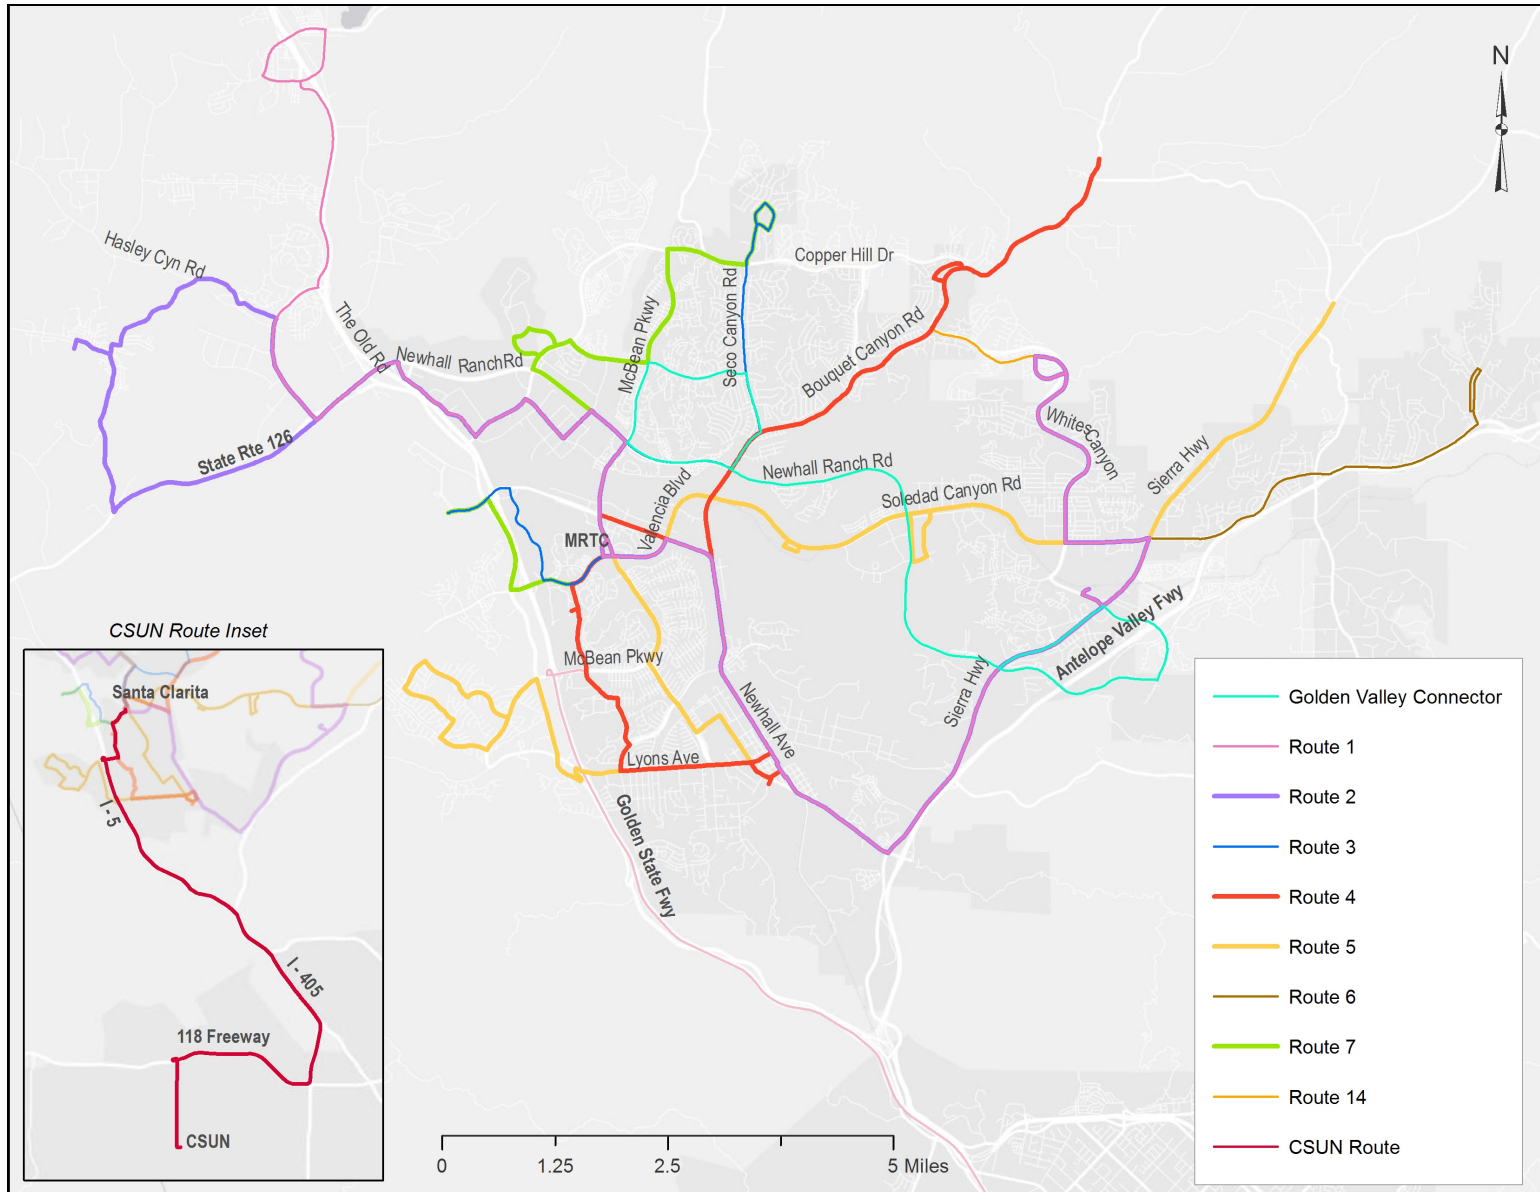 N
Hasley Cyn Rd
The Old Rd
Newhall RanchRd
McBean Pkwy
Seco Canyon Rd
Copper Hill Dr
Bouquet Canyon Rd
Whites Canyon
State Rte 126
Valencia Blvd
Newhall Ranch Rd
Soledad Canyon Rd
Sierra Hwy
MRTC
McBean Pkwy
Newhall Ave
Sierra Hwy
Antelope Valley Fwy
Lyons Ave
Golden State Fwy
CSUN Route Inset
Santa Clarita
I - 5
I - 405
118 Freeway
CSUN
Golden Valley Connector
Route 1
Route 2
Route 3
Route 4
Route 5
Route 6
Route 7
Route 14
CSUN Route
0 1.25 2.5 5 Miles